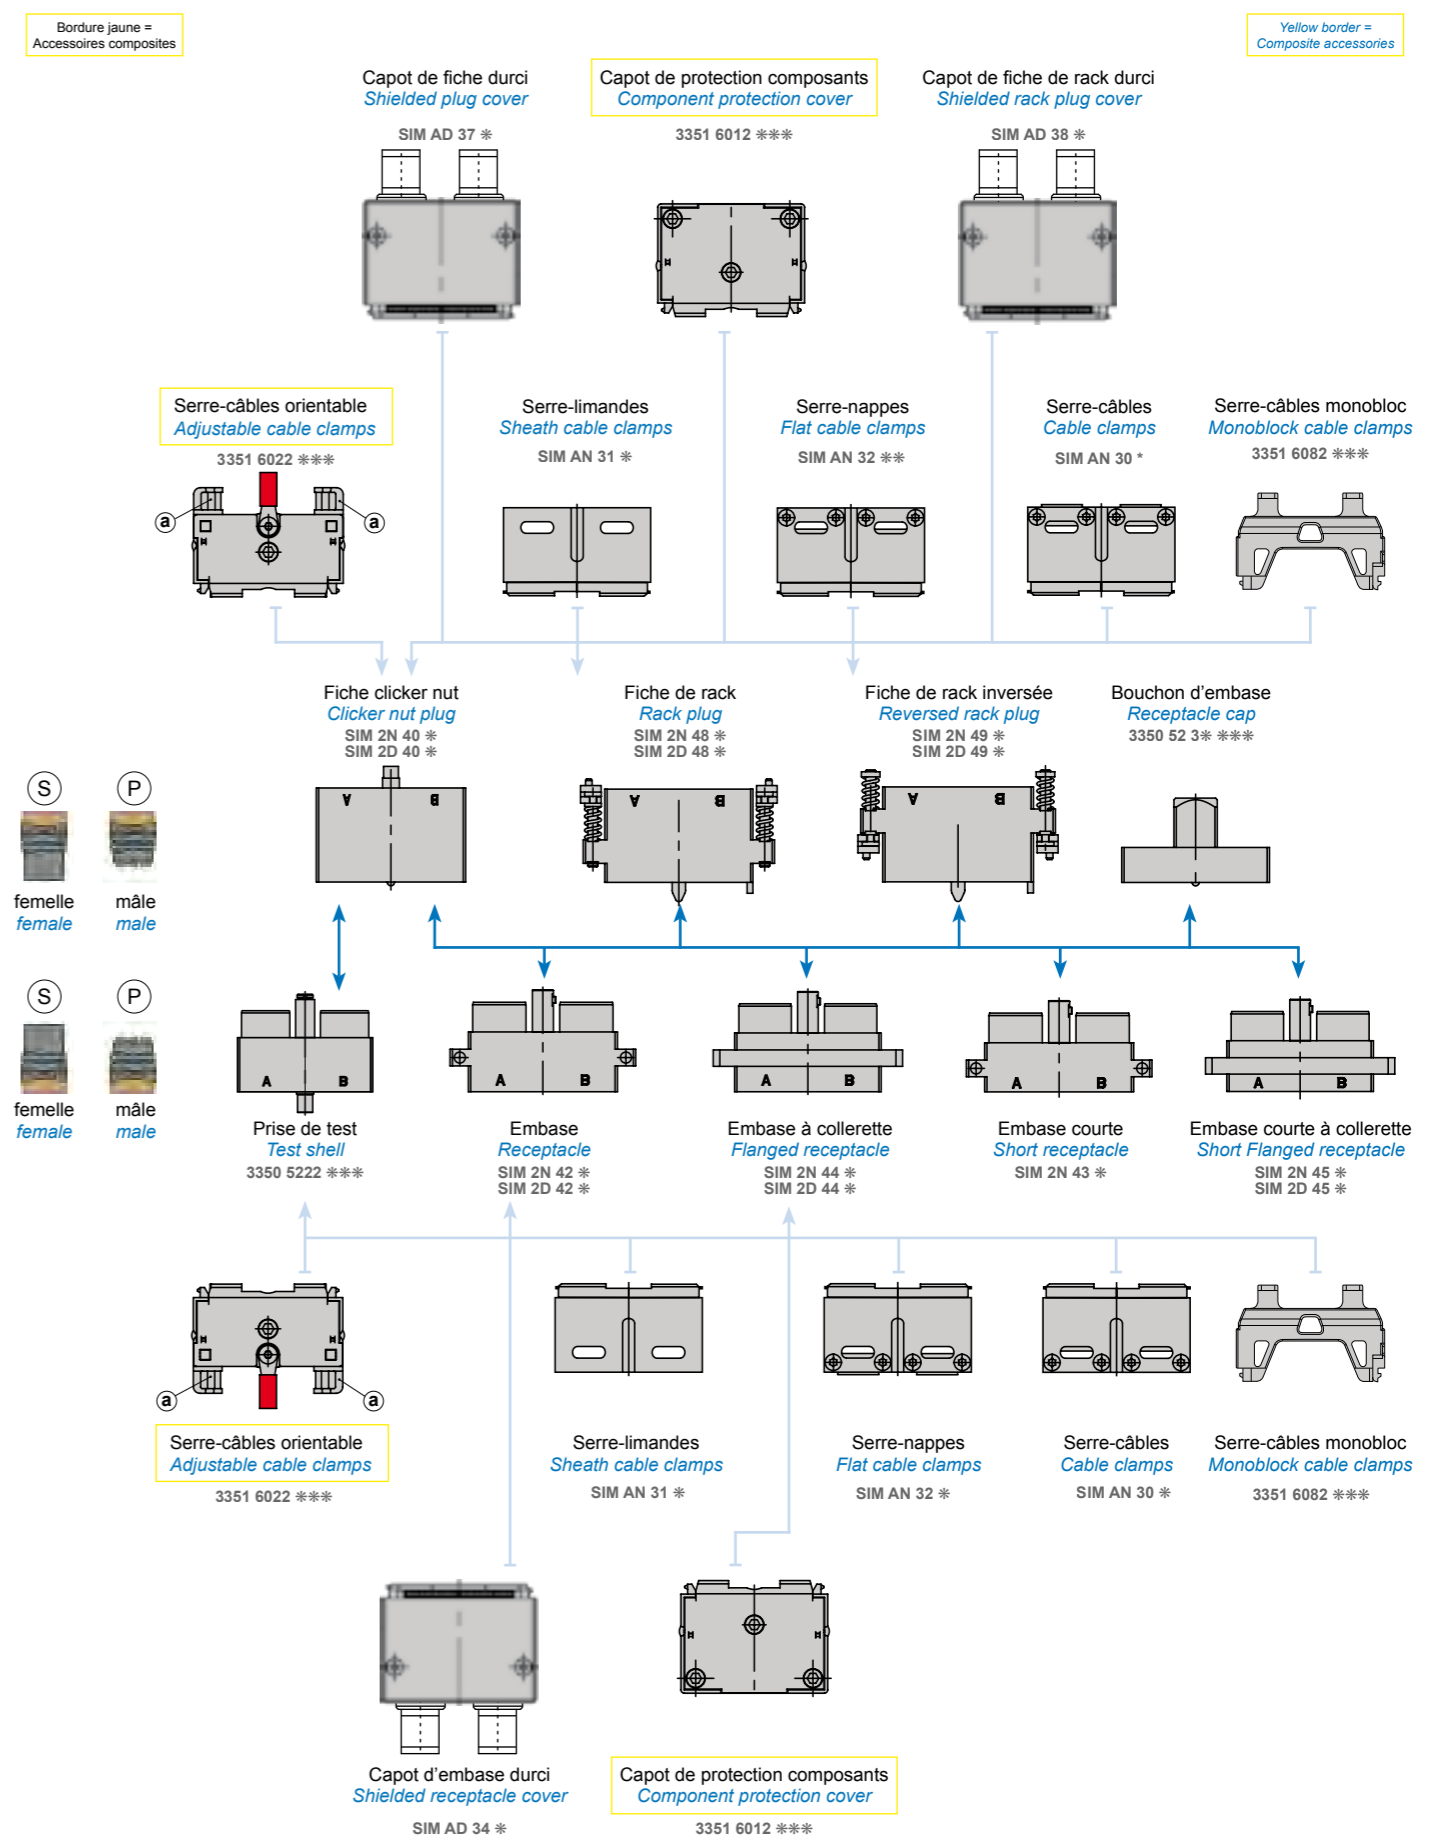 Bordure jaune =
Accessoires composites
Yellow border =
Composite accessories
Capot de fiche durci
Shielded plug cover
SIM AD 37 ✳
Capot de protection composants
Component protection cover
3351 6012 ✳✳✳
Capot de fiche de rack durci
Shielded rack plug cover
SIM AD 38 ✳
Serre-câbles orientable
Adjustable cable clamps
3351 6022 ✳✳✳
a
a
Serre-limandes
Sheath cable clamps
SIM AN 31 ✳
Serre-nappes
Flat cable clamps
SIM AN 32 ✳✳
Serre-câbles
Cable clamps
SIM AN 30 *
Serre-câbles monobloc
Monoblock cable clamps
3351 6082 ✳✳✳
Fiche clicker nut
Clicker nut plug
SIM 2N 40 ✳
SIM 2D 40 ✳
A B
Fiche de rack
Rack plug
SIM 2N 48 ✳
SIM 2D 48 ✳
A B
Fiche de rack inversée
Reversed rack plug
SIM 2N 49 ✳
SIM 2D 49 ✳
A B
Bouchon d'embase
Receptacle cap
3350 52 3✳ ✳✳✳
S
P
femelle
female
mâle
male
S
P
femelle
female
mâle
male
A B
Prise de test
Test shell
3350 5222 ✳✳✳
A B
Embase
Receptacle
SIM 2N 42 ✳
SIM 2D 42 ✳
A B
Embase à collerette
Flanged receptacle
SIM 2N 44 ✳
SIM 2D 44 ✳
A B
Embase courte
Short receptacle
SIM 2N 43 ✳
A B
Embase courte à collerette
Short Flanged receptacle
SIM 2N 45 ✳
SIM 2D 45 ✳
a
a
Serre-câbles orientable
Adjustable cable clamps
3351 6022 ✳✳✳
Serre-limandes
Sheath cable clamps
SIM AN 31 ✳
Serre-nappes
Flat cable clamps
SIM AN 32 ✳
Serre-câbles
Cable clamps
SIM AN 30 ✳
Serre-câbles monobloc
Monoblock cable clamps
3351 6082 ✳✳✳
Capot d'embase durci
Shielded receptacle cover
SIM AD 34 ✳
Capot de protection composants
Component protection cover
3351 6012 ✳✳✳